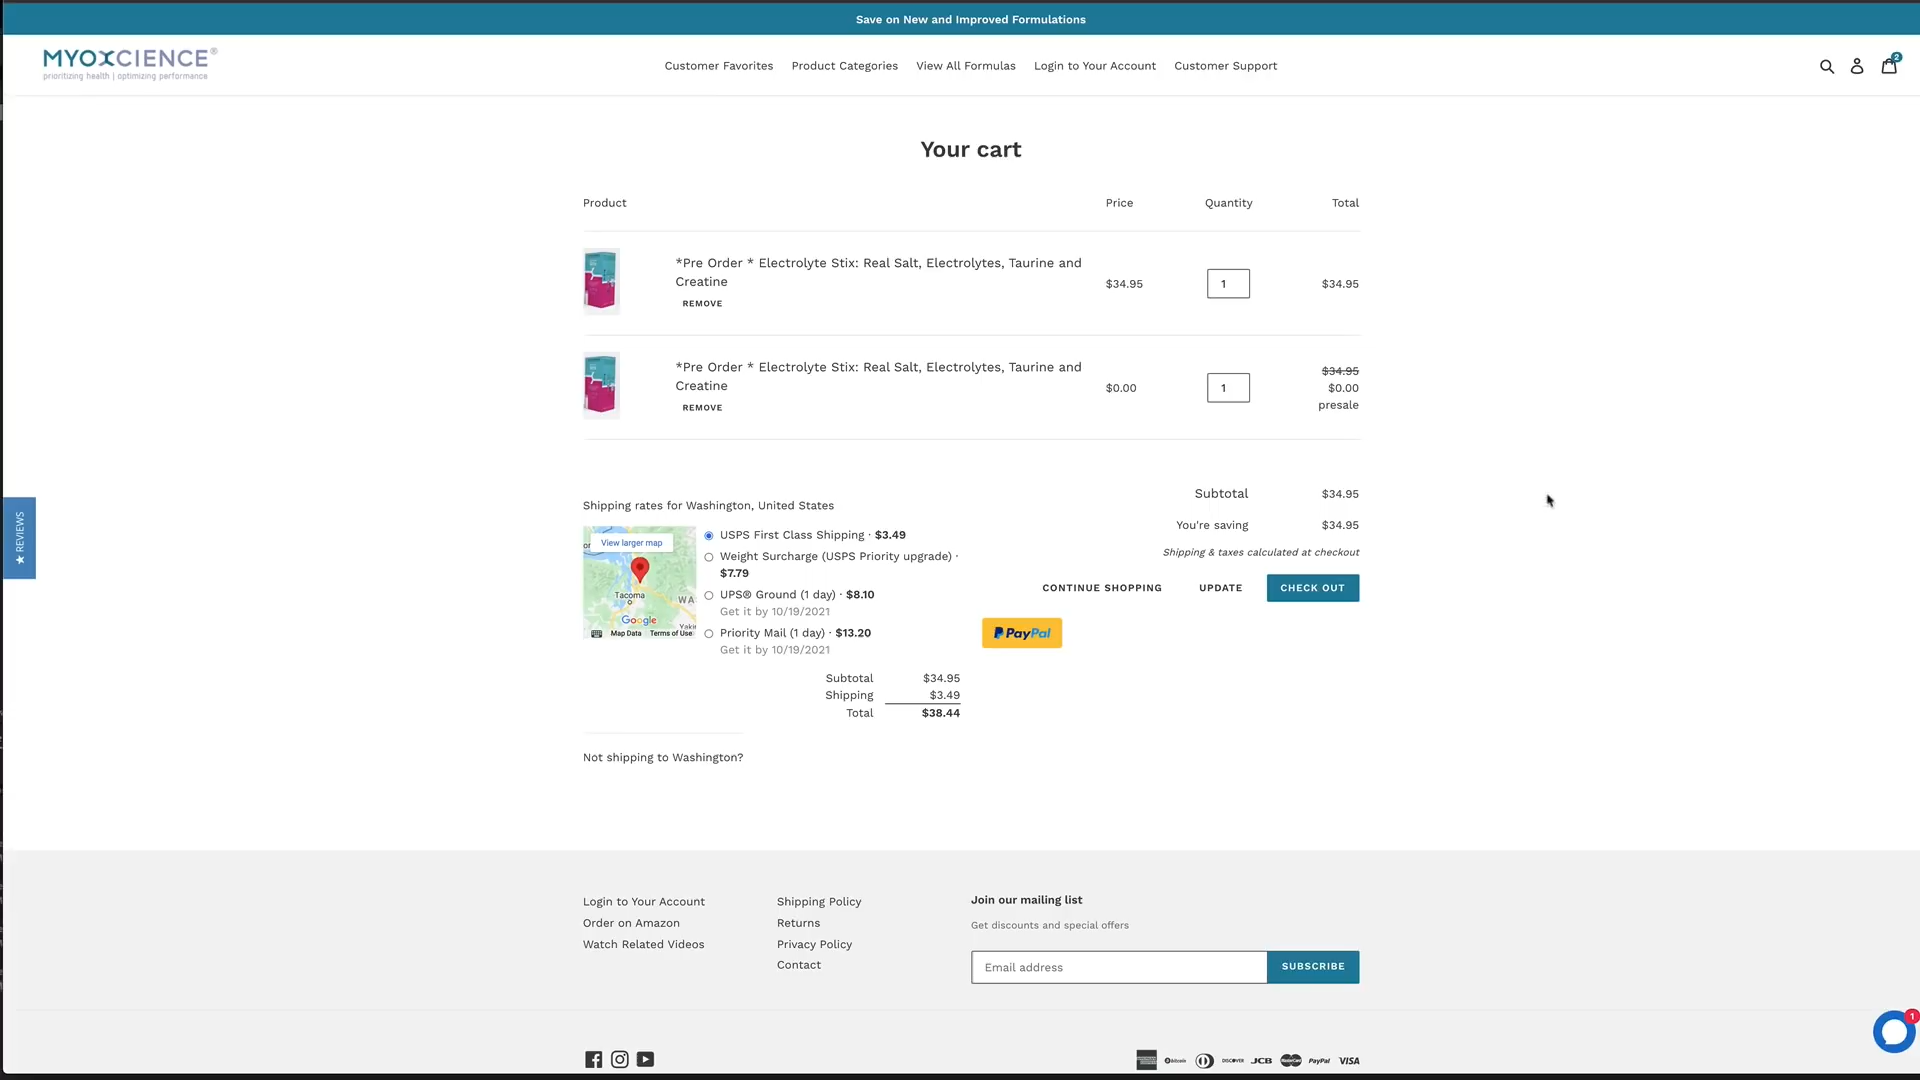 Save on New and Improved Formulations
MYOXCIENCE®
prioritizing health | optimizing performance
Customer Favorites
Product Categories
View All Formulas
Login to Your Account
Customer Support
2
Your cart
Product
Price
Quantity
Total
*Pre Order * Electrolyte Stix: Real Salt, Electrolytes, Taurine and
Creatine
REMOVE
$34.95
1
$34.95
*Pre Order * Electrolyte Stix: Real Salt, Electrolytes, Taurine and
Creatine
REMOVE
$0.00
1
$34.95
$0.00
presale
★ REVIEWS
Shipping rates for Washington, United States
View larger map
Tacoma
WA
Google
Map Data
Terms of Use
USPS First Class Shipping · $3.49
Weight Surcharge (USPS Priority upgrade) ·
$7.79
UPS® Ground (1 day) · $8.10
Get it by 10/19/2021
Priority Mail (1 day) · $13.20
Get it by 10/19/2021
Subtotal $34.95
Shipping $3.49
Total $38.44
Not shipping to Washington?
Subtotal $34.95
You're saving $34.95
Shipping & taxes calculated at checkout
CONTINUE SHOPPING
UPDATE
CHECK OUT
PayPal
Login to Your Account
Order on Amazon
Watch Related Videos
Shipping Policy
Returns
Privacy Policy
Contact
Join our mailing list
Get discounts and special offers
Email address
SUBSCRIBE
1
bitcoin
DISCOVER
JCB
MasterCard
PayPal
VISA